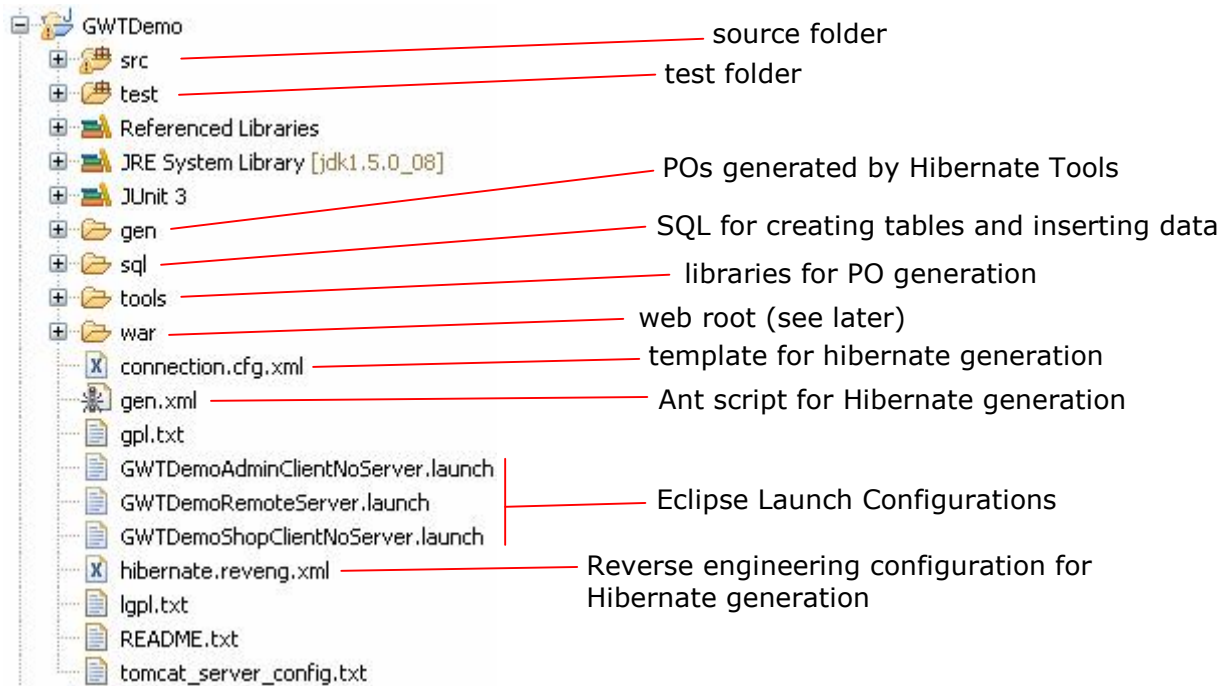 GWTDemo
src
source folder
test
test folder
Referenced Libraries
JRE System Library [jdk1.5.0_08]
JUnit 3
gen
POs generated by Hibernate Tools
sql
SQL for creating tables and inserting data
tools
libraries for PO generation
war
web root (see later)
connection.cfg.xml
template for hibernate generation
gen.xml
Ant script for Hibernate generation
gpl.txt
GWTDemoAdminClientNoServer.launch
GWTDemoRemoteServer.launch
GWTDemoShopClientNoServer.launch
Eclipse Launch Configurations
hibernate.reveng.xml
Reverse engineering configuration for
Hibernate generation
lgpl.txt
README.txt
tomcat_server_config.txt